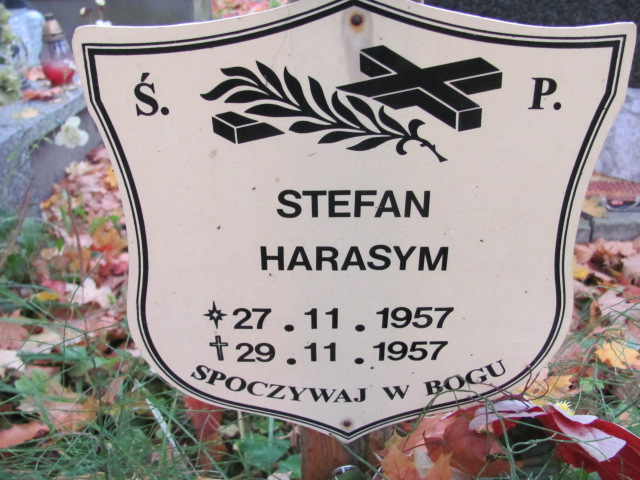 Ś. P.
STEFAN
HARASYM
27.11.1957
29.11.1957
SPOCZYWAJ W BOGU